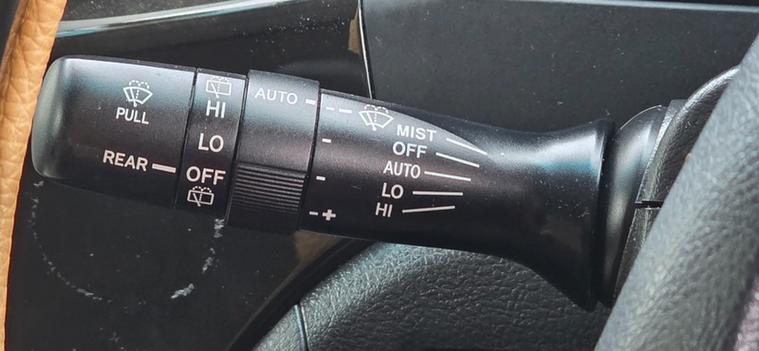 PULL
REAR
HI
LO
OFF
AUTO
- +
MIST
OFF
AUTO
LO
HI